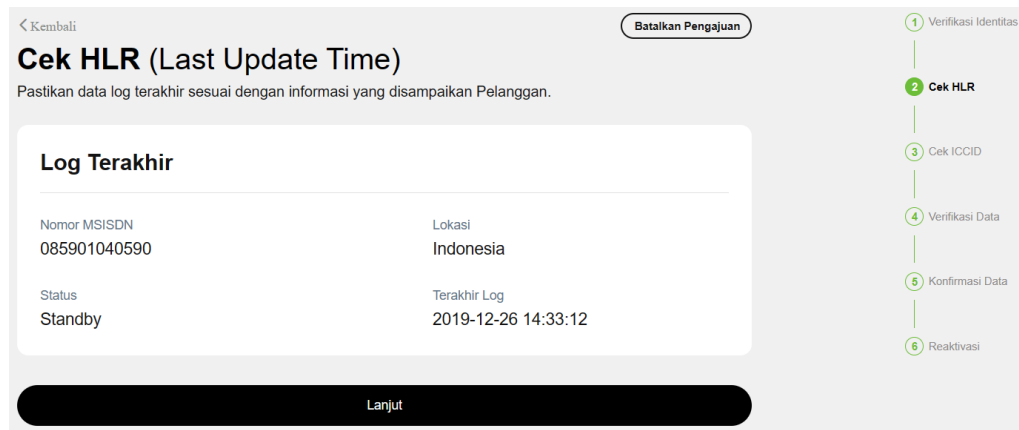 Kembali
Batalkan Pengajuan
Cek HLR (Last Update Time)
Pastikan data log terakhir sesuai dengan informasi yang disampaikan Pelanggan.
Log Terakhir
Nomor MSISDN
085901040590
Lokasi
Indonesia
Status
Standby
Terakhir Log
2019-12-26 14:33:12
Lanjut
1 Verifikasi Identitas
2 Cek HLR
3 Cek ICCID
4 Verifikasi Data
5 Konfirmasi Data
6 Reaktivasi